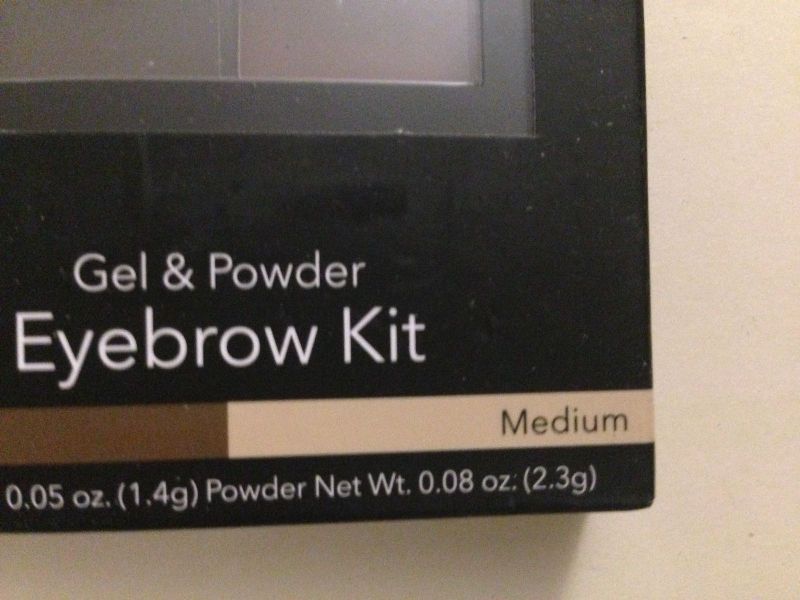 Gel & Powder
Eyebrow Kit
Medium
0.05 oz. (1.4g) Powder Net Wt. 0.08 oz. (2.3g)